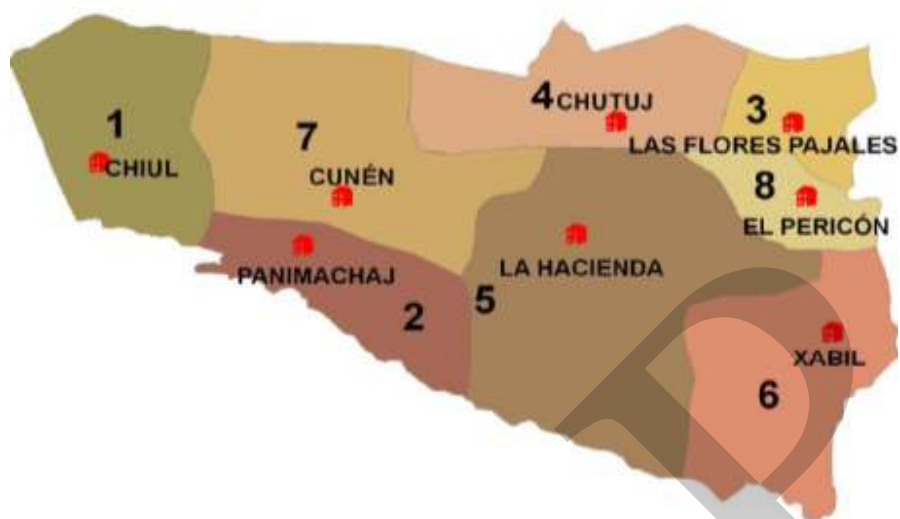 1
CHIUL
7
CUNÉN
4 CHUTUJ
3
LAS FLORES PAJALES
8
EL PERICÓN
PANIMACHAJ
2
5
LA HACIENDA
XABIL
6